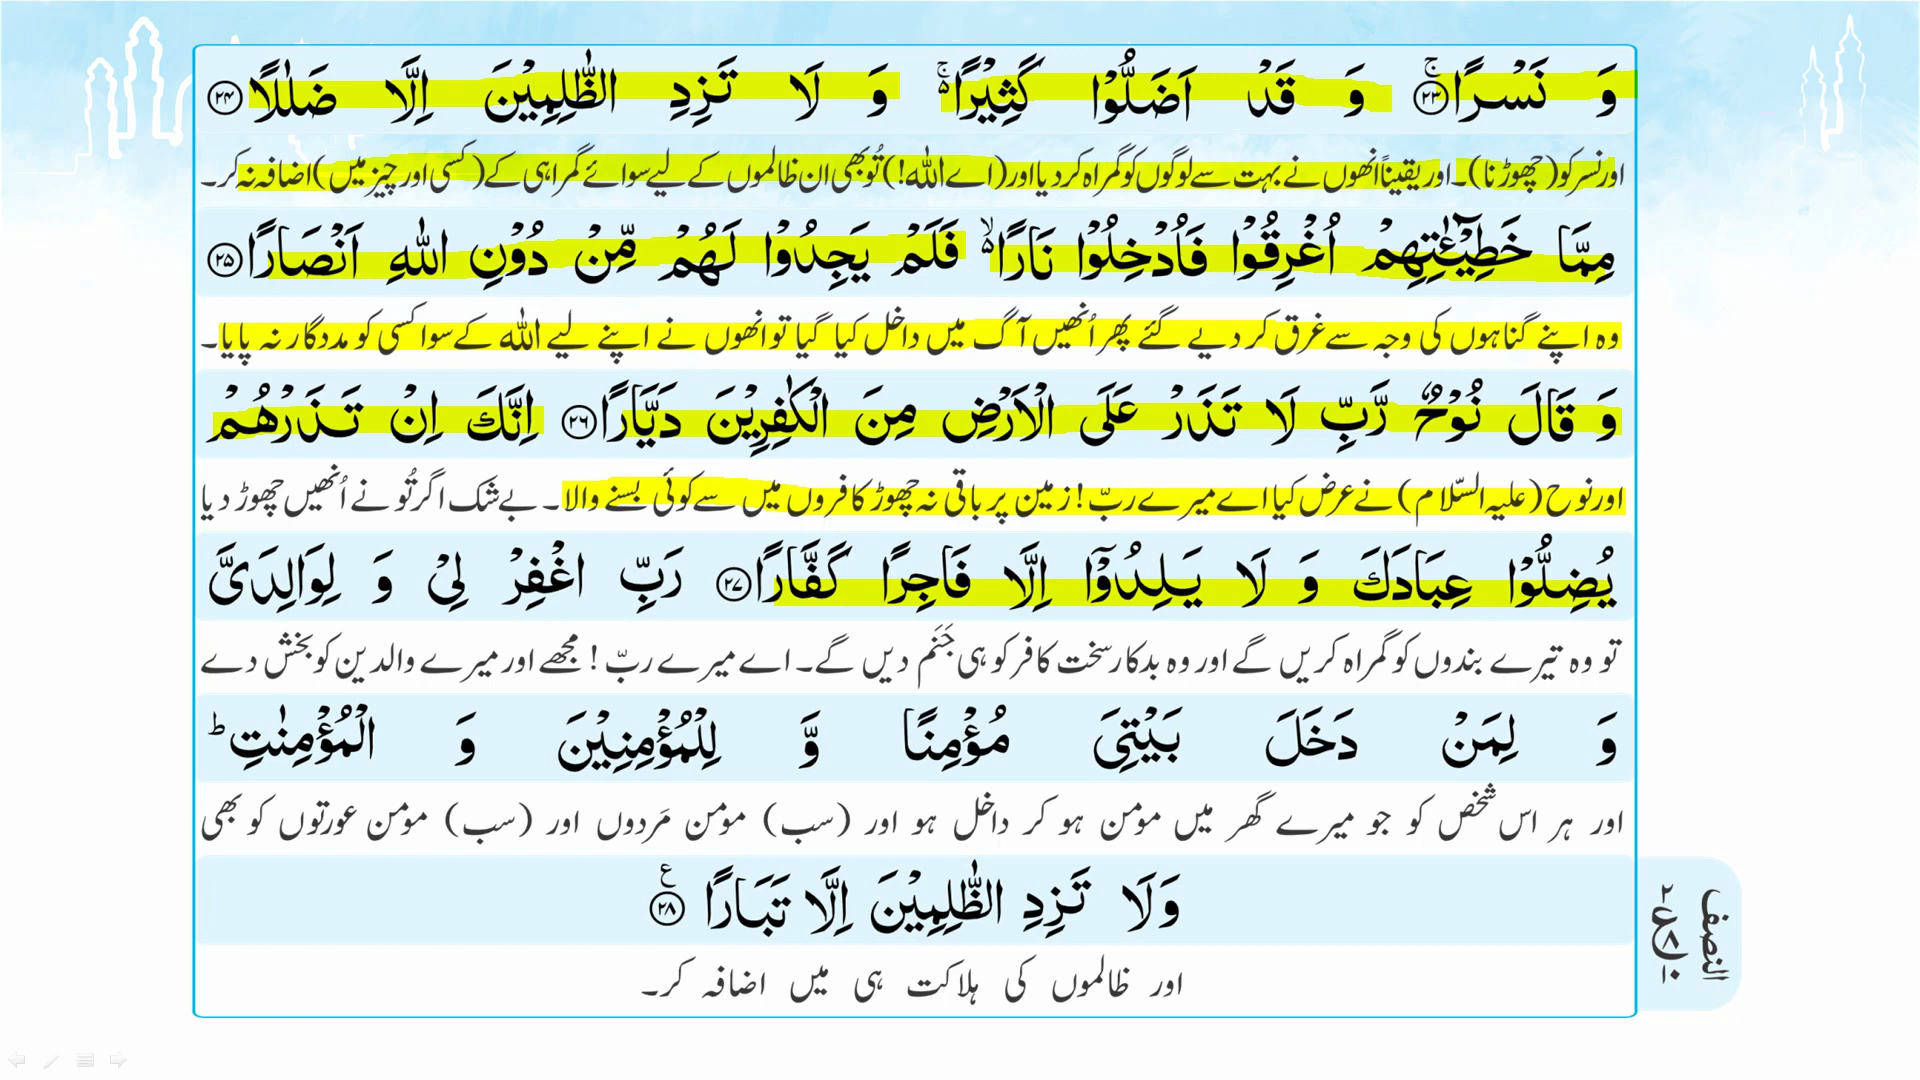 وَ نَسْرًا ۚ﴿۲۳﴾ وَ قَدْ اَضَلُّوْا كَثِیْرًا ۚ۬ وَ لَا تَزِدِ الظّٰلِمِیْنَ اِلَّا ضَلٰلًا ﴿۲۴﴾
اور نسر کو (چھوڑنا)۔ اور یقیناً اُنھوں نے بہت سے لوگوں کو گمراہ کر دیا اور (اے اللہ!) تُو بھی ان ظالموں کے لیے سوائے گمراہی کے (کسی اور چیز میں) اضافہ نہ کر۔
مِمَّا خَطِیْٓـٰٔتِهِمْ اُغْرِقُوْا فَاُدْخِلُوْا نَارًا ۙ۬ فَلَمْ یَجِدُوْا لَهُمْ مِّنْ دُوْنِ اللّٰهِ اَنْصَارًا ﴿۲۵﴾
وہ اپنے گناہوں کی وجہ سے غرق کر دیے گئے پھر اُنھیں آگ میں داخل کیا گیا تو انھوں نے اپنے لیے اللہ کے سوا کسی کو مددگار نہ پایا۔
وَ قَالَ نُوْحٌ رَّبِّ لَا تَذَرْ عَلَی الْاَرْضِ مِنَ الْكٰفِرِیْنَ دَیَّارًا ﴿۲۶﴾ اِنَّكَ اِنْ تَذَرْهُمْ
اور نوح (علیہ السّلام) نے عرض کیا اے میرے ربّ! زمین پر باقی نہ چھوڑ کافروں میں سے کوئی بسنے والا۔ بے شک اگر تُو نے اُنھیں چھوڑ دیا
یُضِلُّوْا عِبَادَكَ وَ لَا یَلِدُوْۤا اِلَّا فَاجِرًا كَفَّارًا ﴿۲۷﴾ رَبِّ اغْفِرْ لِیْ وَ لِوَالِدَیَّ
تو وہ تیرے بندوں کو گمراہ کریں گے اور وہ بدکار سخت کافر کو ہی جَنَم دیں گے۔ اے میرے ربّ! مجھے اور میرے والدین کو بخش دے
وَ لِمَنْ دَخَلَ بَیْتِیَ مُؤْمِنًا وَّ لِلْمُؤْمِنِیْنَ وَ الْمُؤْمِنٰتِ ؕ
اور ہر اس شخص کو جو میرے گھر میں مومن ہو کر داخل ہو اور (سب) مومن مَردوں اور (سب) مومن عورتوں کو بھی
وَلَا تَزِدِ الظّٰلِمِیْنَ اِلَّا تَبَارًا ﴿۲۸﴾ ع
اور ظالموں کی ہلاکت ہی میں اضافہ کر۔
النصف
۲ ع ۸ ۱۰